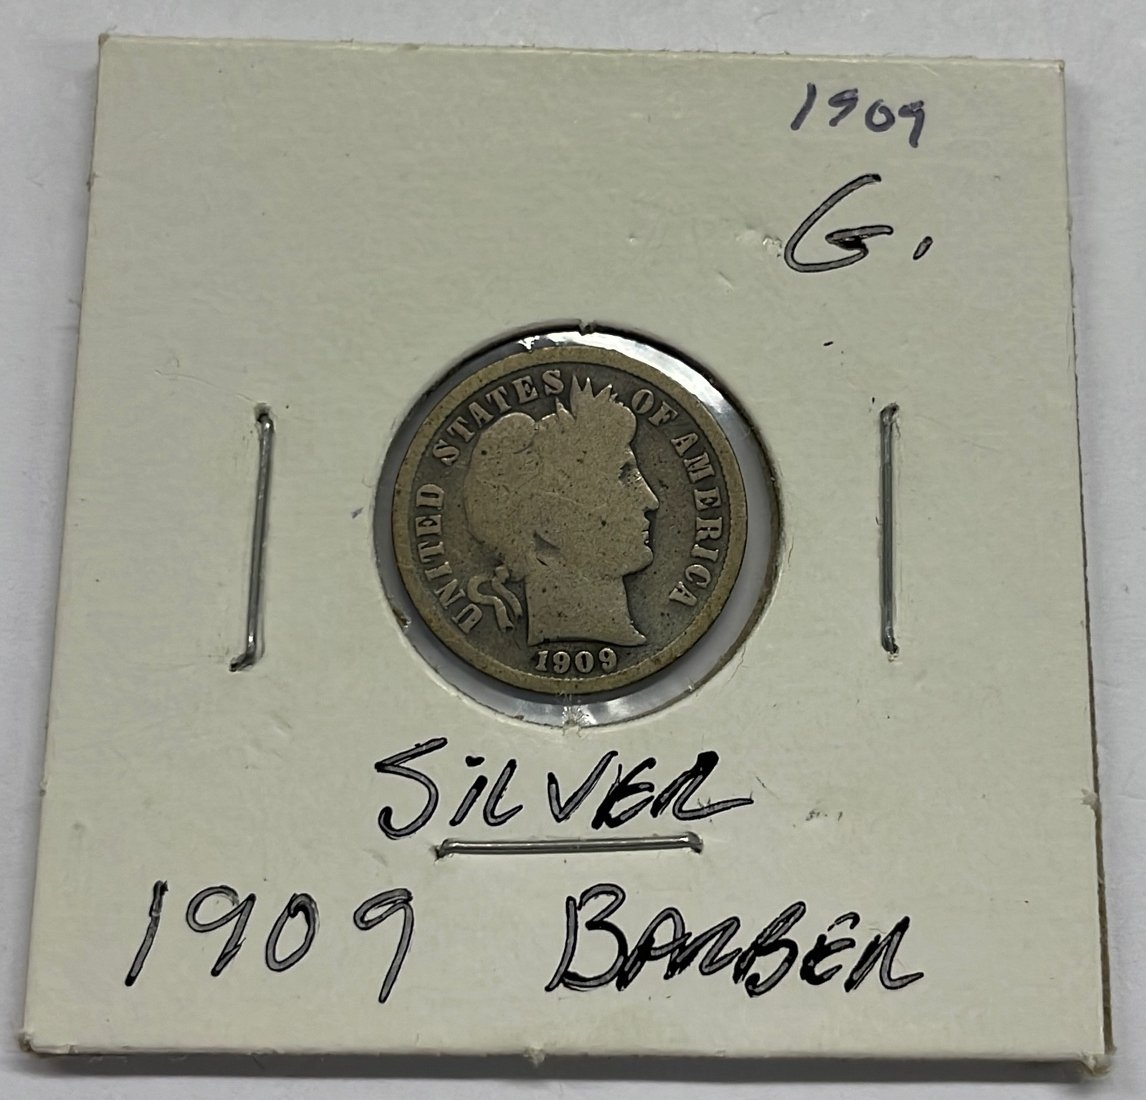 1909
G.
UNITED STATES OF AMERICA
1909
SiLVER
1909 BARBER